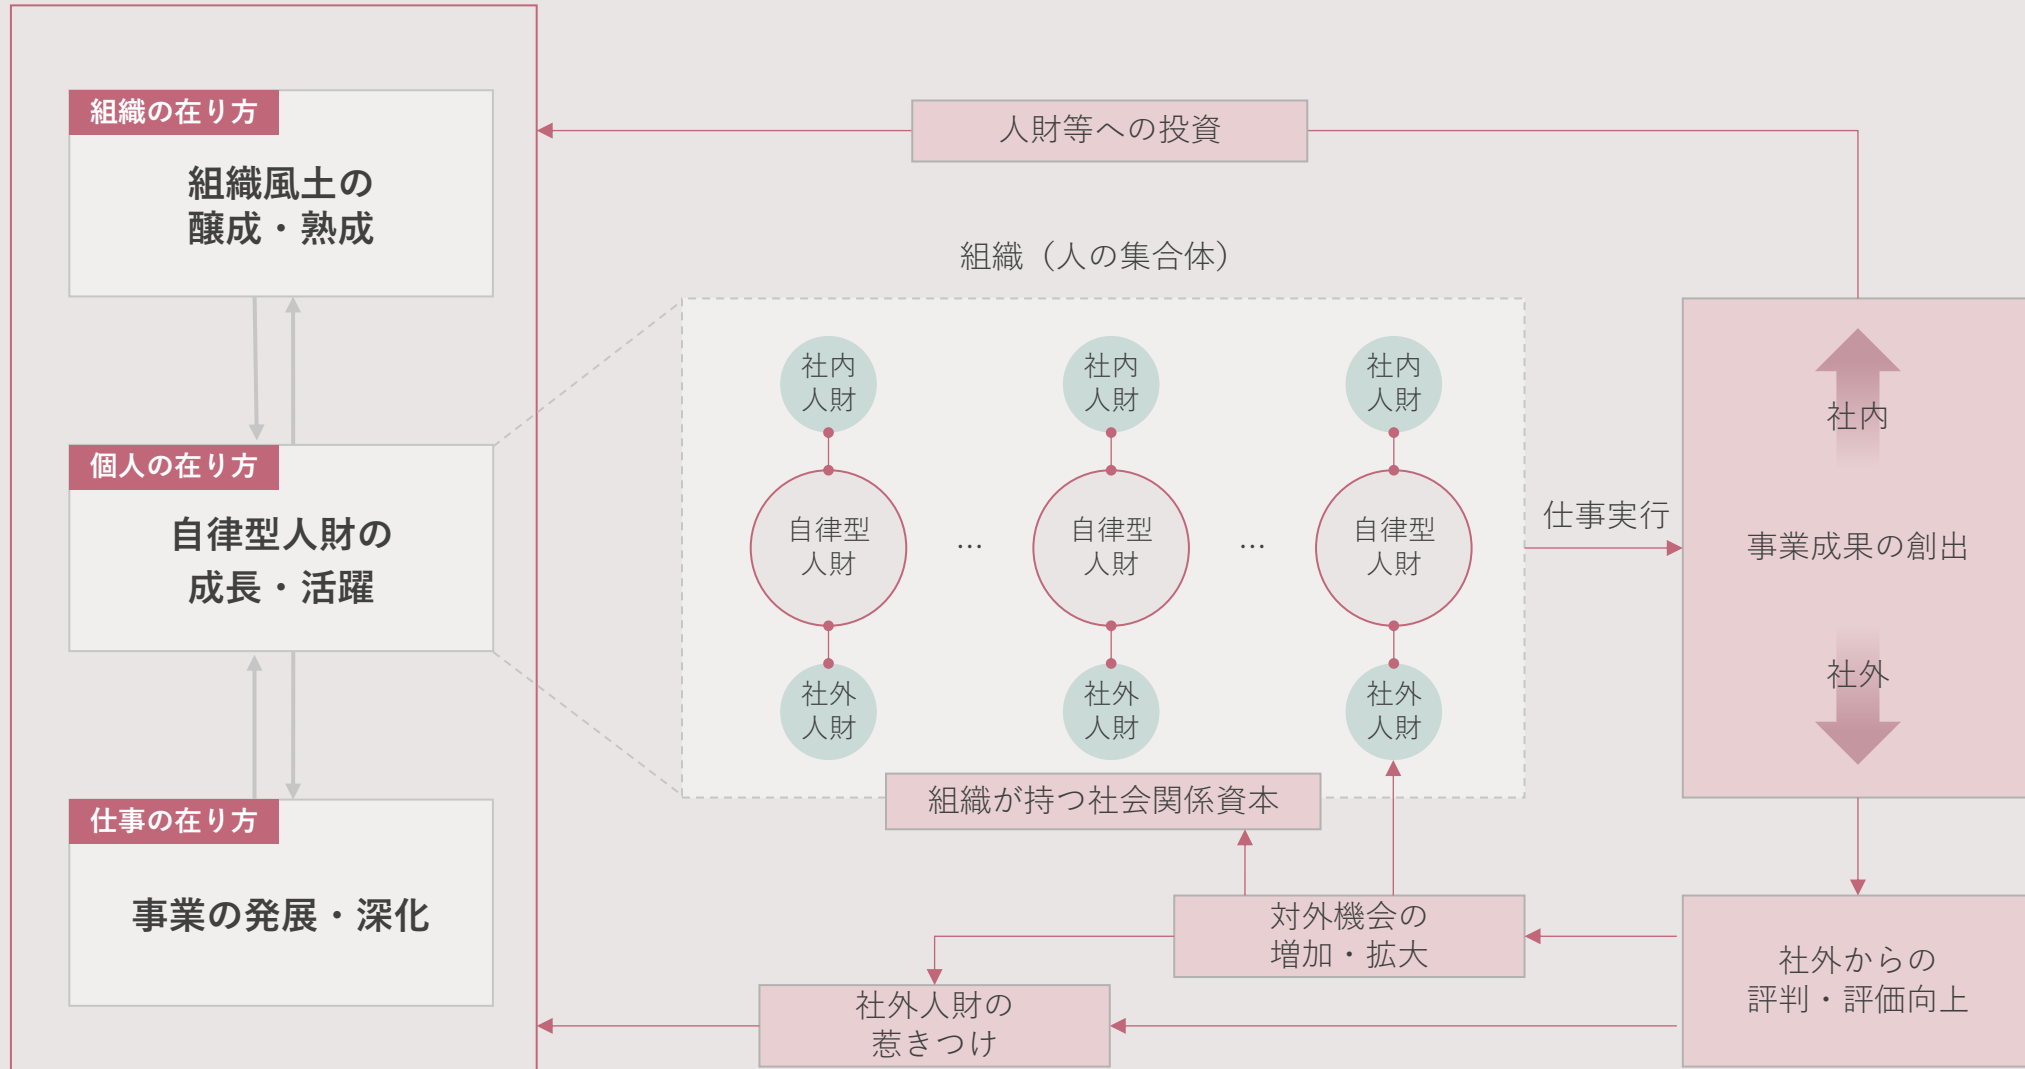 組織の在り方
組織風土の
醸成・熟成
個人の在り方
自律型人財の
成長・活躍
仕事の在り方
事業の発展・深化
人財等への投資
組織（人の集合体）
社内
人財
社内
人財
社内
人財
自律型
人財
…
自律型
人財
…
自律型
人財
社外
人財
社外
人財
社外
人財
組織が持つ社会関係資本
仕事実行
社内
事業成果の創出
社外
対外機会の
増加・拡大
社外人財の
惹きつけ
社外からの
評判・評価向上